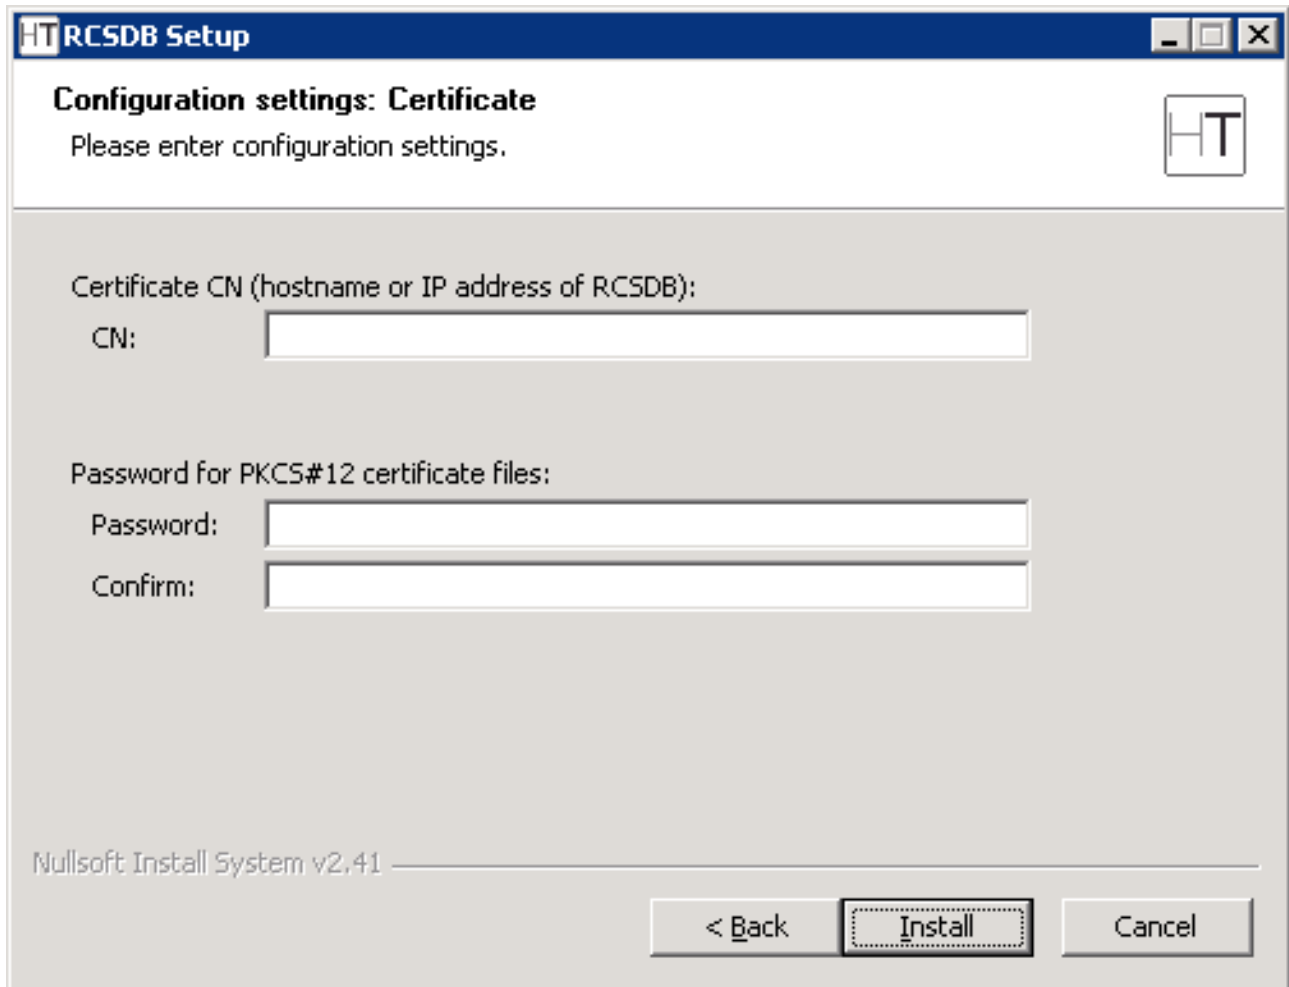 HT RCSDB Setup
Configuration settings: Certificate
Please enter configuration settings.
HT
Certificate CN (hostname or IP address of RCSDB):
CN:
Password for PKCS#12 certificate files:
Password:
Confirm:
Nullsoft Install System v2.41
< Back Install Cancel